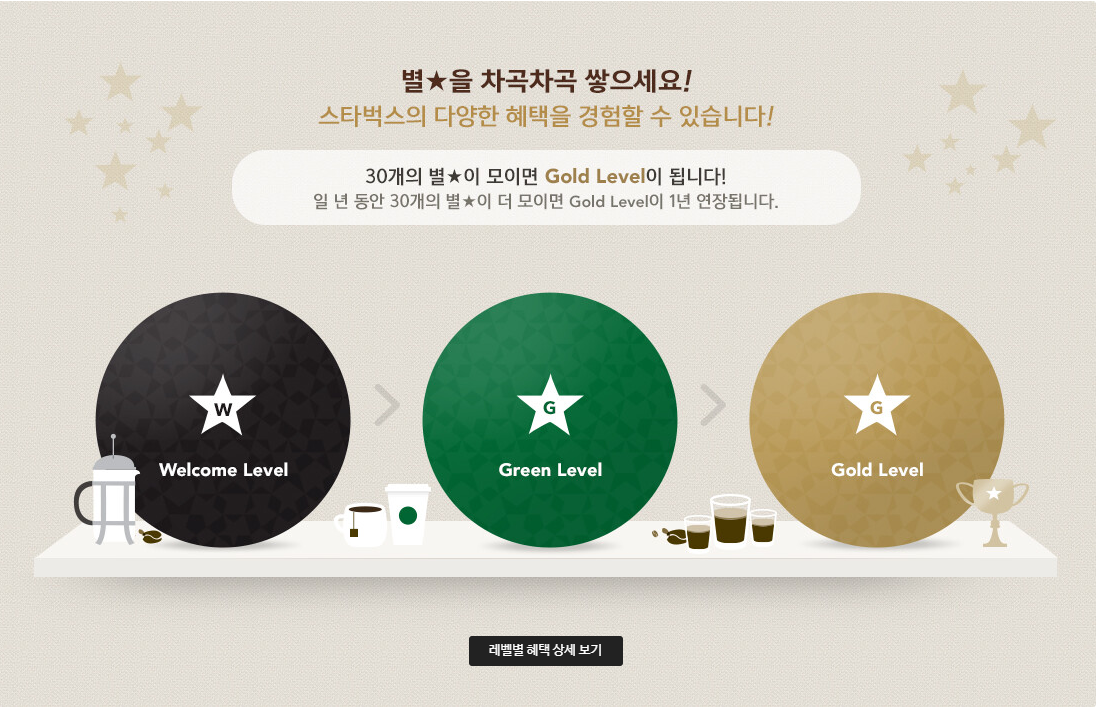 별★을 차곡차곡 쌓으세요!
스타벅스의 다양한 혜택을 경험할 수 있습니다!
30개의 별★이 모이면 Gold Level이 됩니다!
일 년 동안 30개의 별★이 더 모이면 Gold Level이 1년 연장됩니다.
W
Welcome Level
G
Green Level
G
Gold Level
레벨별 혜택 상세 보기